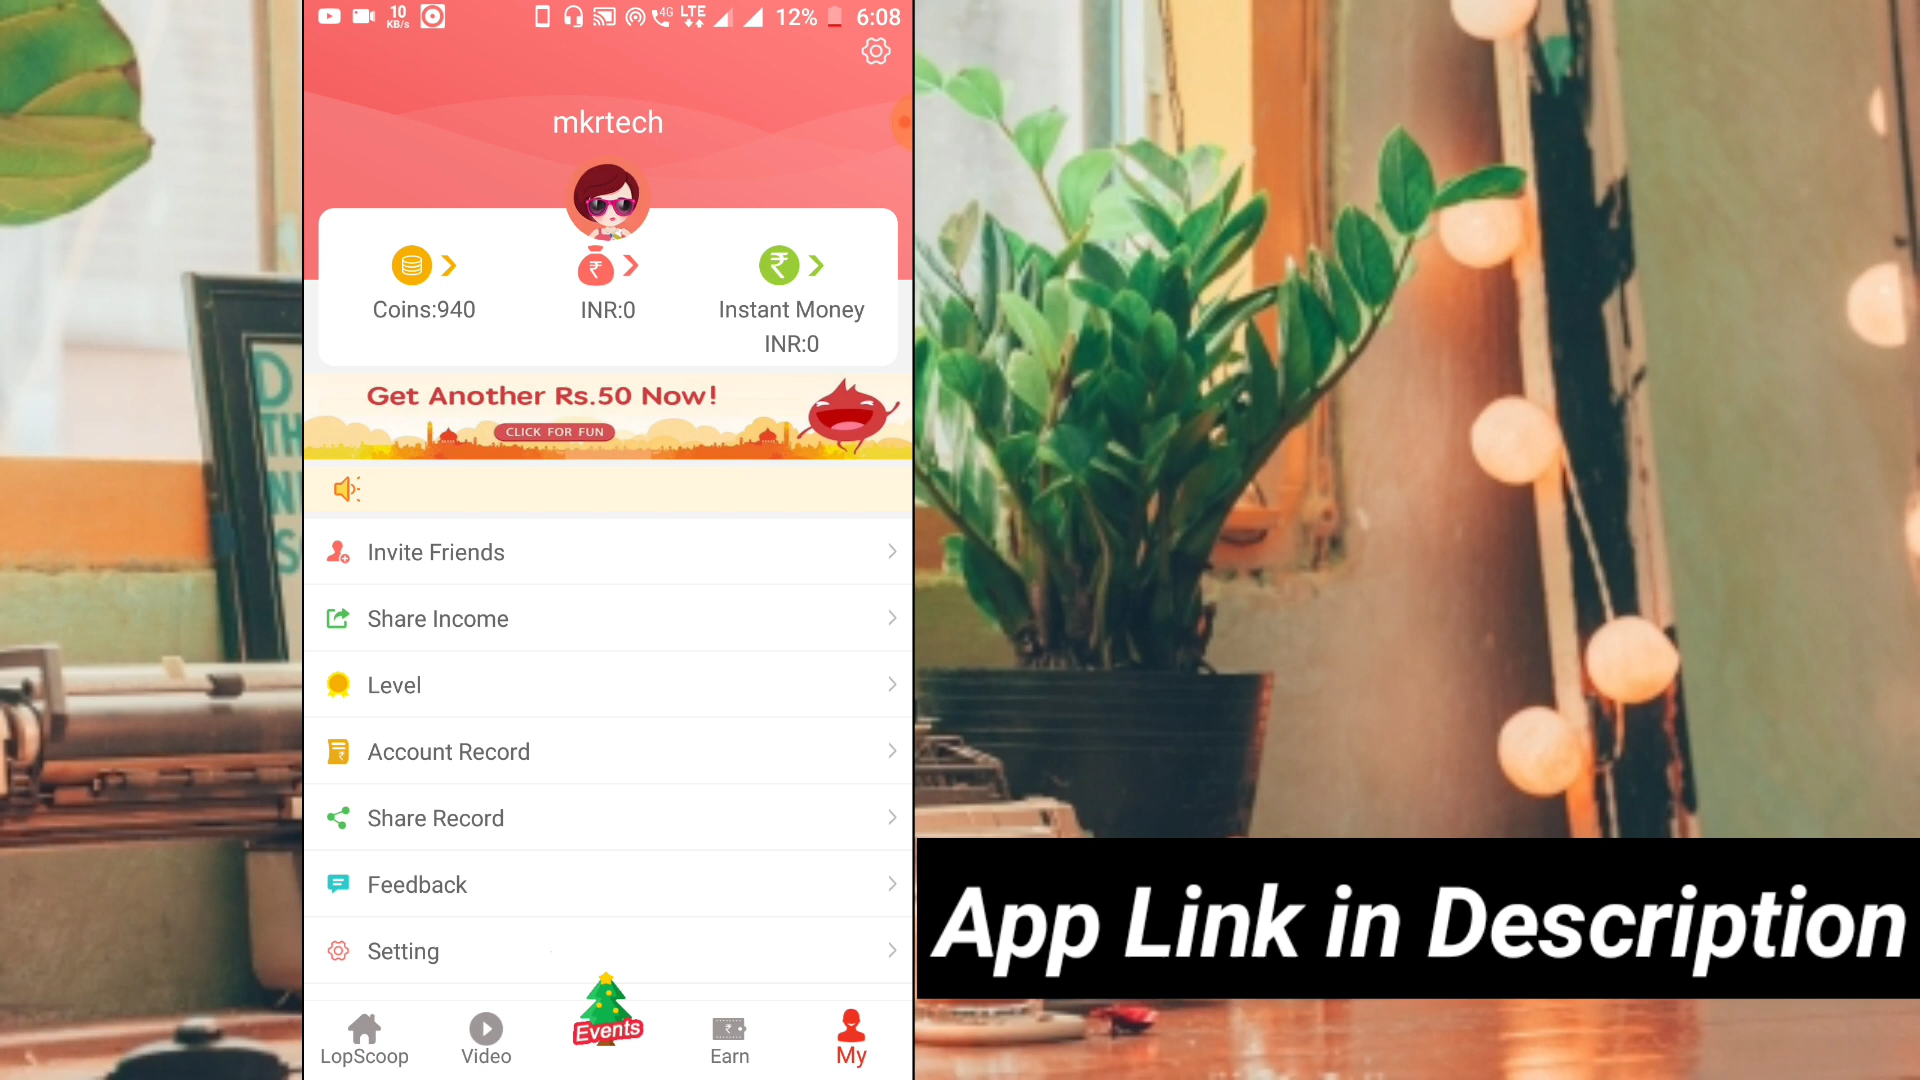 10
KB/s
4G
LTE
12%
6:08
mkrtech
Coins:940
INR:0
Instant Money
INR:0
Get Another Rs.50 Now!
CLICK FOR FUN
Invite Friends
Share Income
Level
Account Record
Share Record
Feedback
Setting
LopScoop
Video
Events
Earn
My
App Link in Description